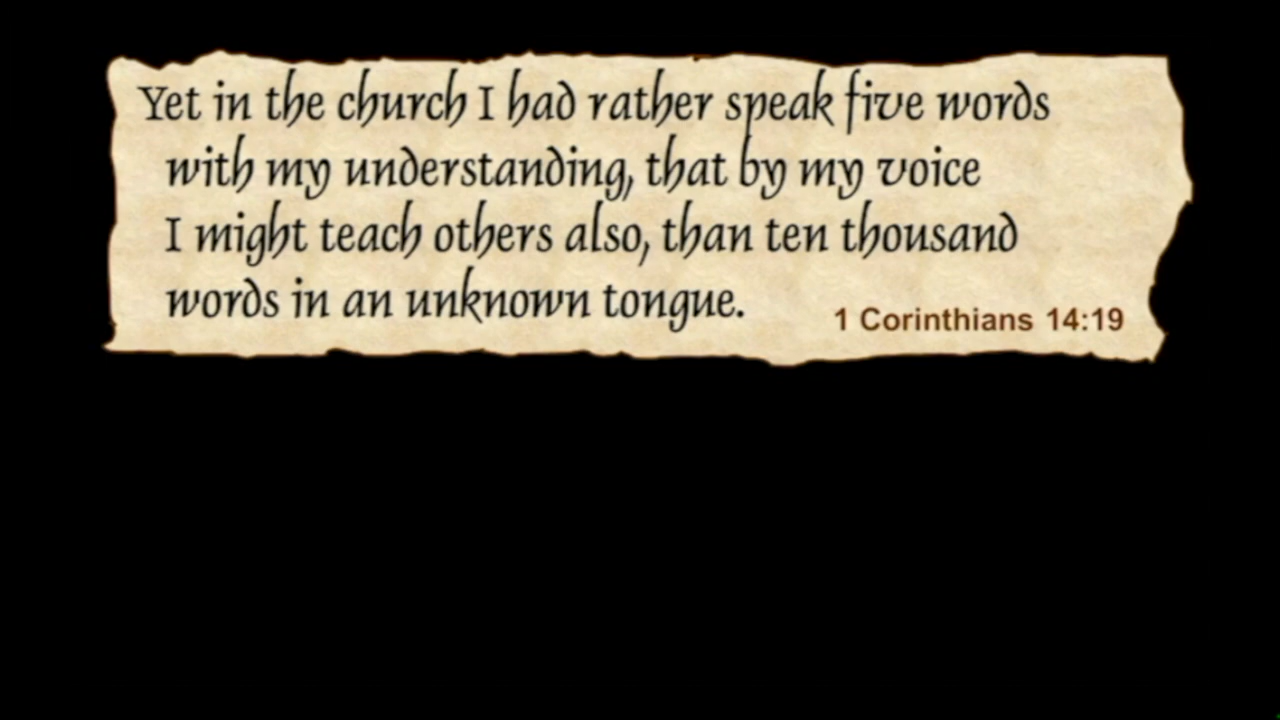 Yet in the church I had rather speak five words
with my understanding, that by my voice
I might teach others also, than ten thousand
words in an unknown tongue.
1 Corinthians 14:19